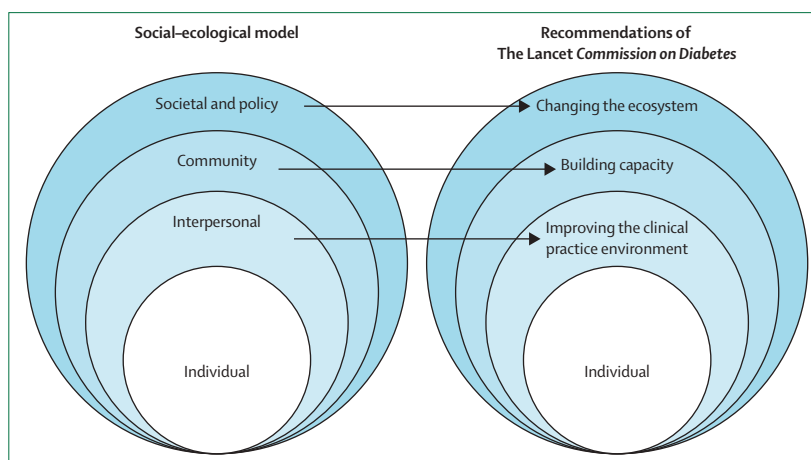 Social–ecological model
Recommendations of
The Lancet Commission on Diabetes
Societal and policy
Changing the ecosystem
Community
Building capacity
Interpersonal
Improving the clinical
practice environment
Individual
Individual